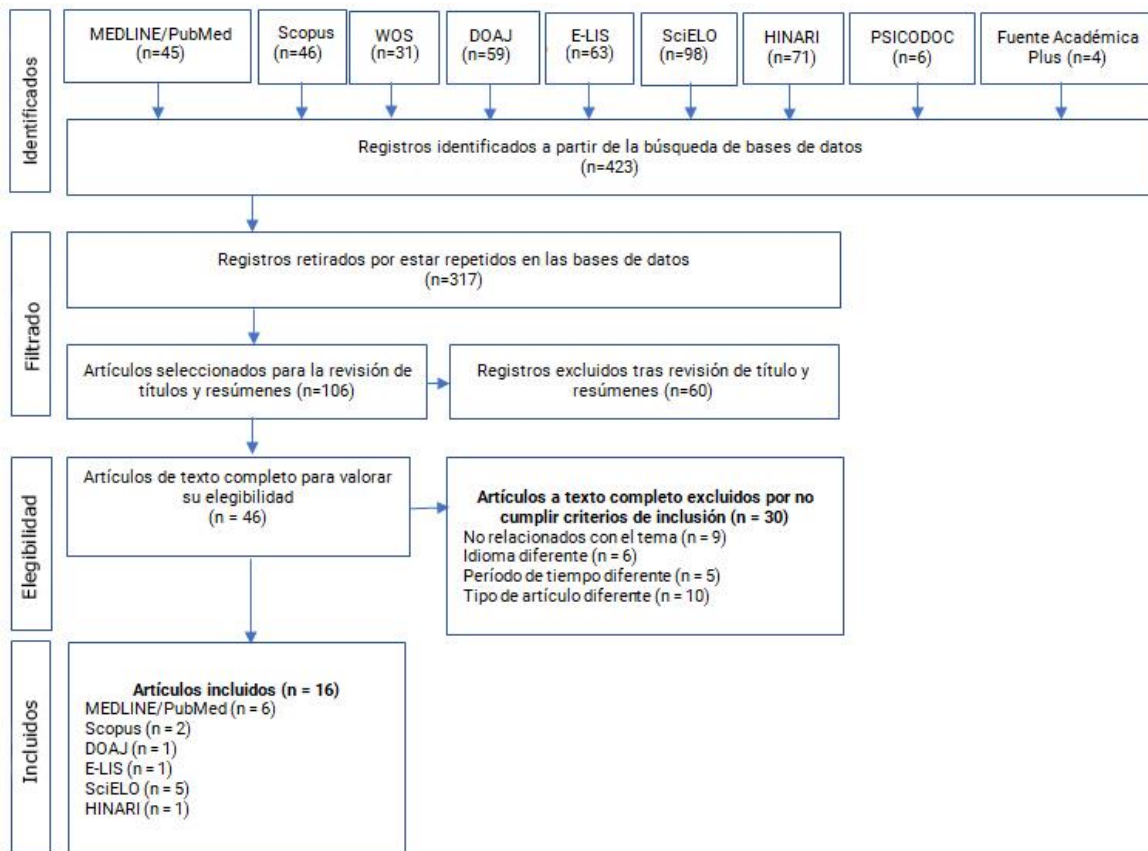 Identificados
MEDLINE/PubMed
(n=45)
Scopus
(n=46)
WOS
(n=31)
DOAJ
(n=59)
E-LIS
(n=63)
SciELO
(n=98)
HINARI
(n=71)
PSICODOC
(n=6)
Fuente Académica
Plus (n=4)
Registros identificados a partir de la búsqueda de bases de datos
(n=423)
Filtrado
Registros retirados por estar repetidos en las bases de datos
(n=317)
Artículos seleccionados para la revisión de
títulos y resúmenes (n=106)
Registros excluidos tras revisión de título y
resúmenes (n=60)
Elegibilidad
Artículos de texto completo para valorar
su elegibilidad
(n = 46)
Artículos a texto completo excluidos por no
cumplir criterios de inclusión (n = 30)
No relacionados con el tema (n = 9)
Idioma diferente (n = 6)
Período de tiempo diferente (n = 5)
Tipo de artículo diferente (n = 10)
Incluidos
Artículos incluidos (n = 16)
MEDLINE/PubMed (n = 6)
Scopus (n = 2)
DOAJ (n = 1)
E-LIS (n = 1)
SciELO (n = 5)
HINARI (n = 1)